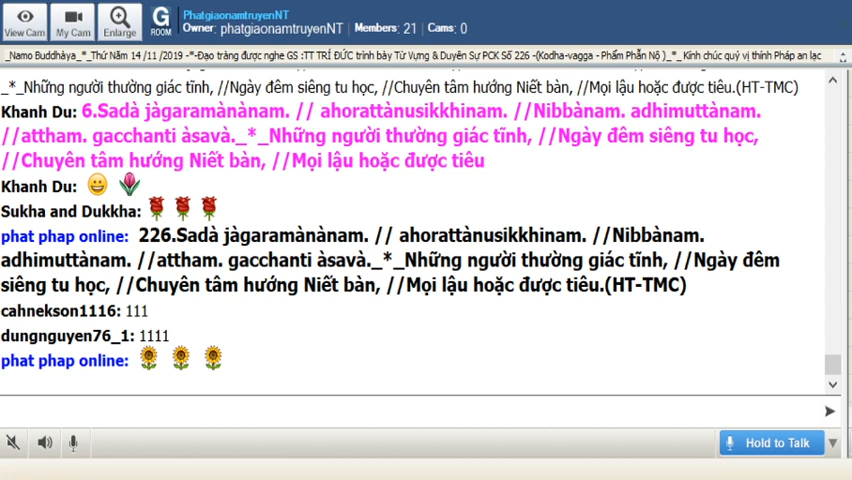 View Cam
My Cam
Enlarge
G
ROOM
PhatgiaonamtruyenNT
Owner: phatgiaonamtruyenNT Members: 21 Cams: 0
_Namo Buddhàya_*_Thứ Năm 14 /11 /2019 -*-Đạo tràng được nghe GS :TT TRÍ ĐỨC trình bày Từ Vựng & Duyên Sự PCK Số 226 -(Kodha-vagga - Phẩm Phẫn Nộ )_*_ Kính chúc quý vị thính Pháp an lạc
_*_Những người thường giác tĩnh, //Ngày đêm siêng tu học, //Chuyên tâm hướng Niết bàn, //Mọi lậu hoặc được tiêu.(HT-TMC)
Khanh Du: 6.Sadà jàgaramànànam. // ahorattànusikkhinam. //Nibbànam. adhimuttànam.
//attham. gacchanti àsavà._*_Những người thường giác tĩnh, //Ngày đêm siêng tu học,
//Chuyên tâm hướng Niết bàn, //Mọi lậu hoặc được tiêu
Khanh Du:
Sukha and Dukkha:
phat phap online: 226.Sadà jàgaramànànam. // ahorattànusikkhinam. //Nibbànam.
adhimuttànam. //attham. gacchanti àsavà._*_Những người thường giác tĩnh, //Ngày đêm
siêng tu học, //Chuyên tâm hướng Niết bàn, //Mọi lậu hoặc được tiêu.(HT-TMC)
cahnekson1116: 111
dungnguyen76_1: 1111
phat phap online:
Hold to Talk